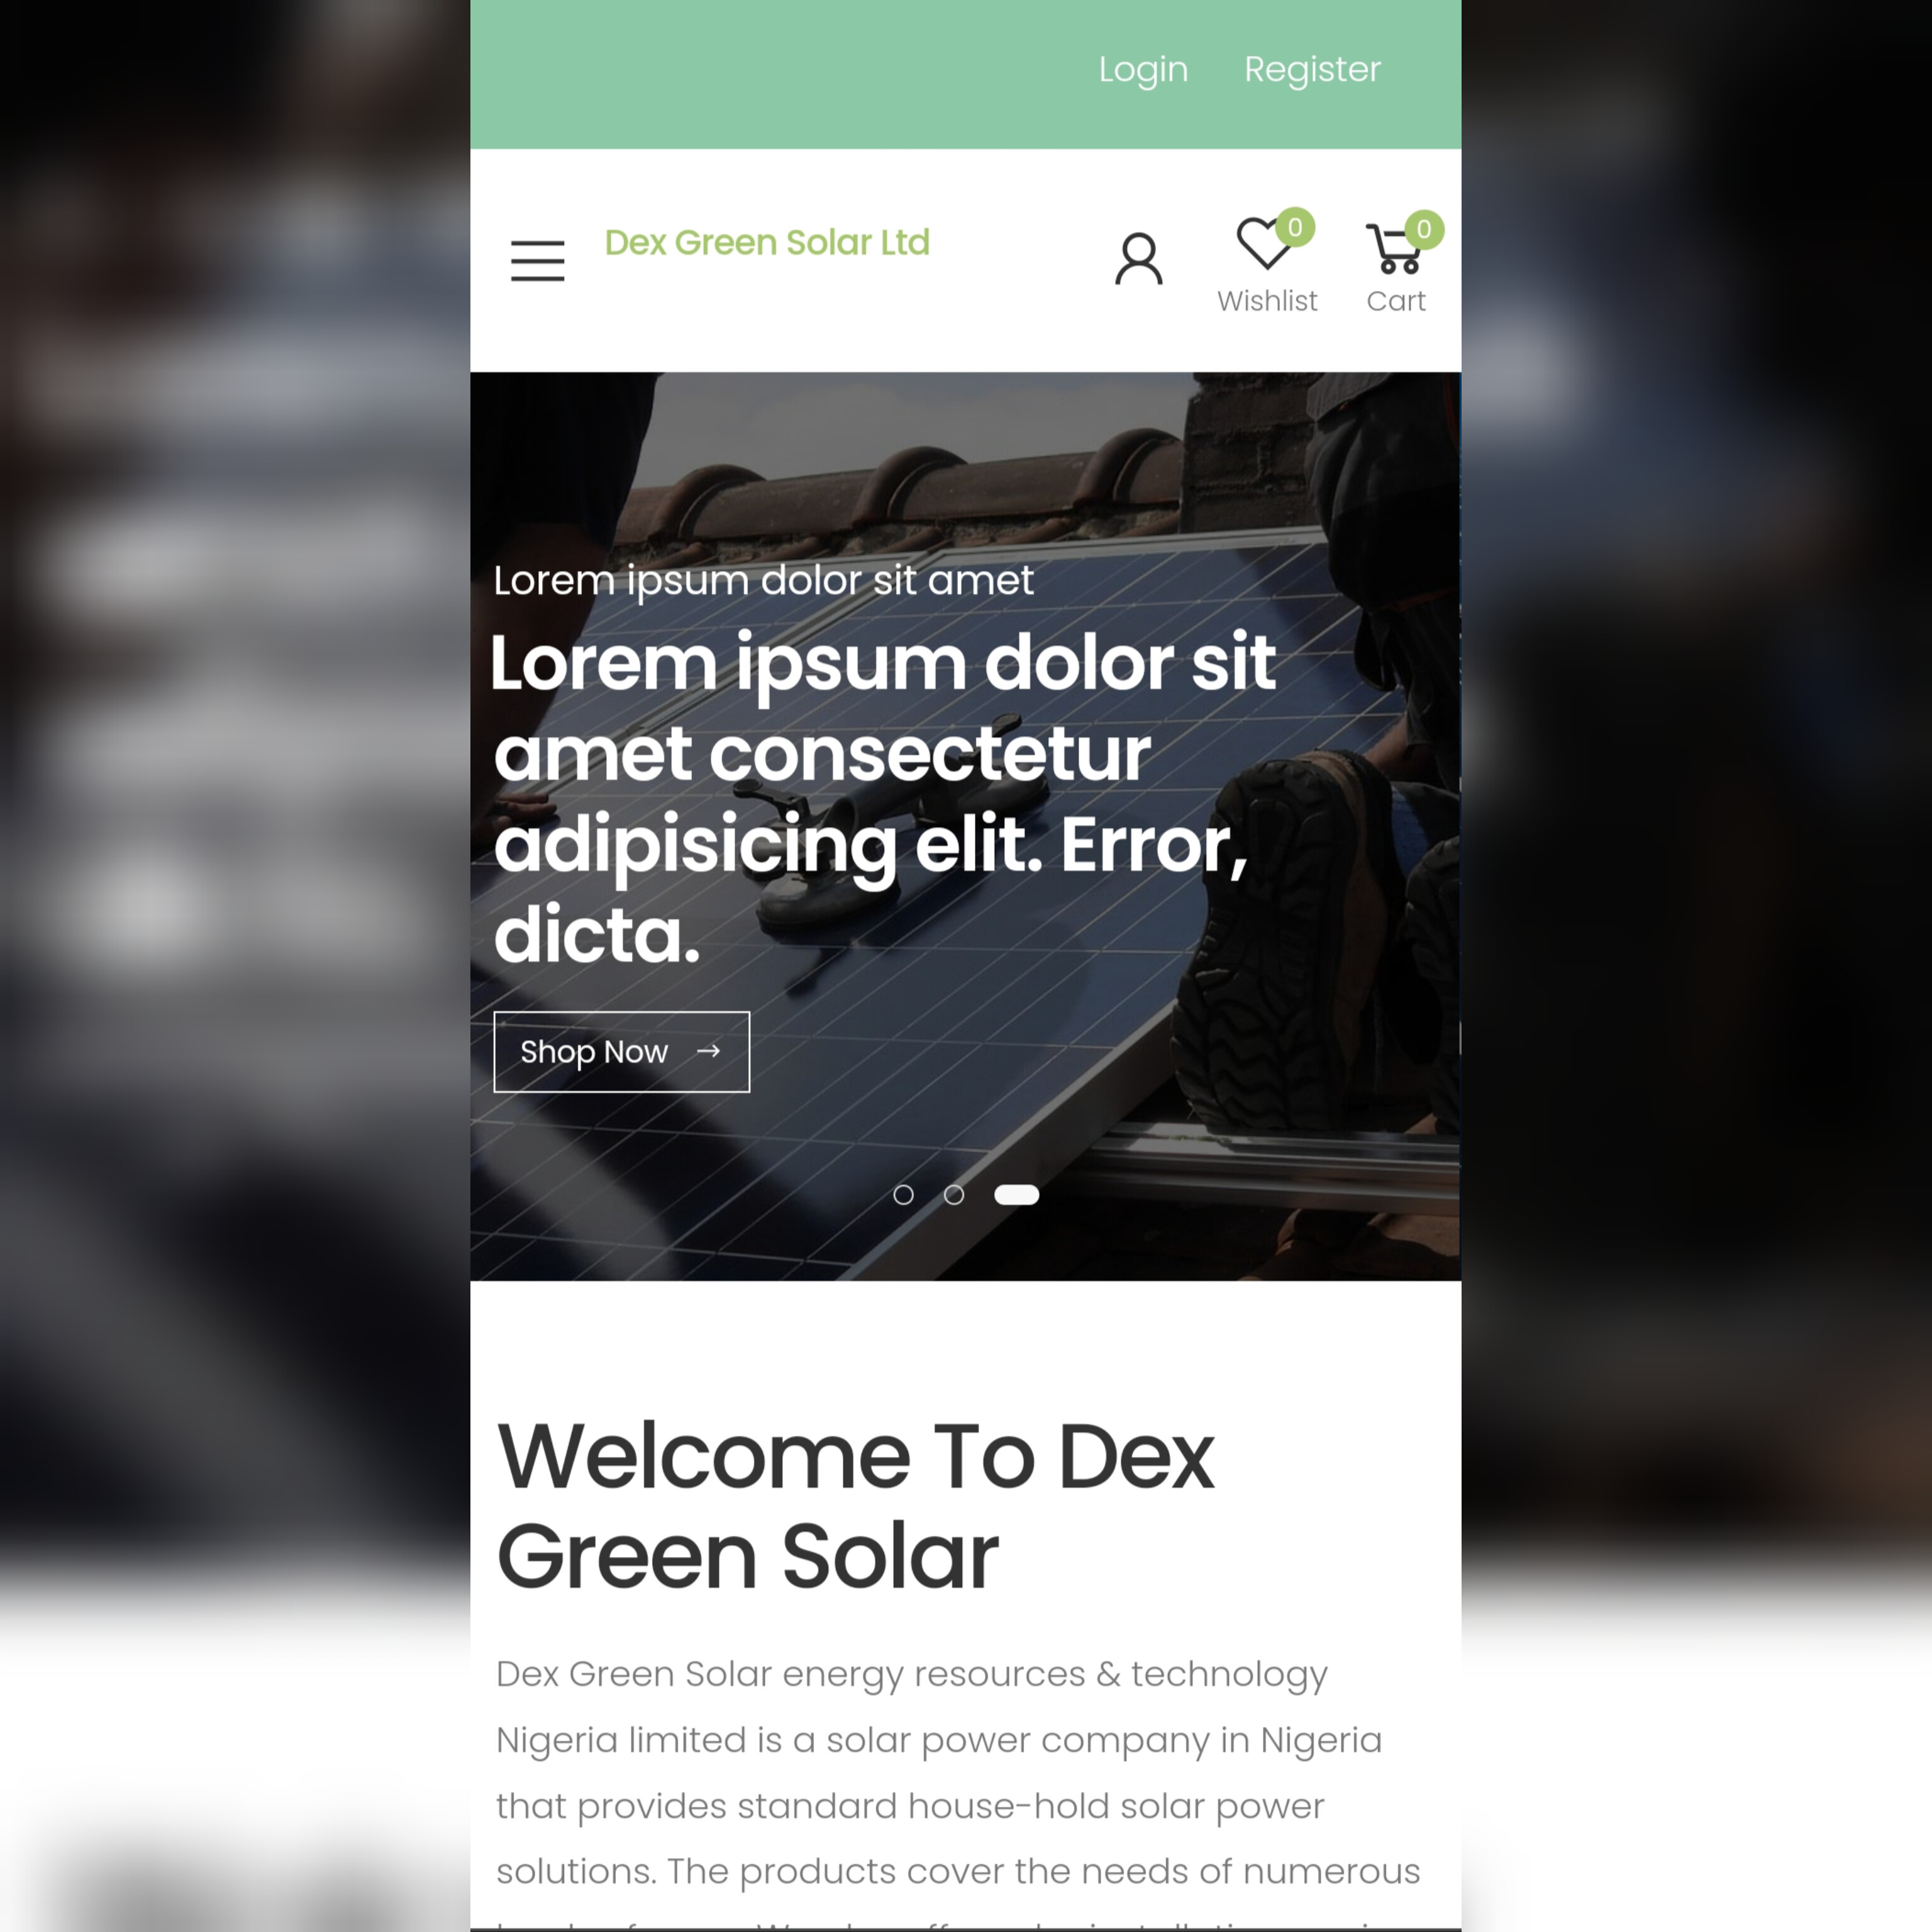 Login Register
Dex Green Solar Ltd
0
0
Wishlist
Cart
Lorem ipsum dolor sit amet
Lorem ipsum dolor sit
amet consectetur
adipisicing elit. Error,
dicta.
Shop Now →
Welcome To Dex
Green Solar
Dex Green Solar energy resources & technology
Nigeria limited is a solar power company in Nigeria
that provides standard house-hold solar power
solutions. The products cover the needs of numerous